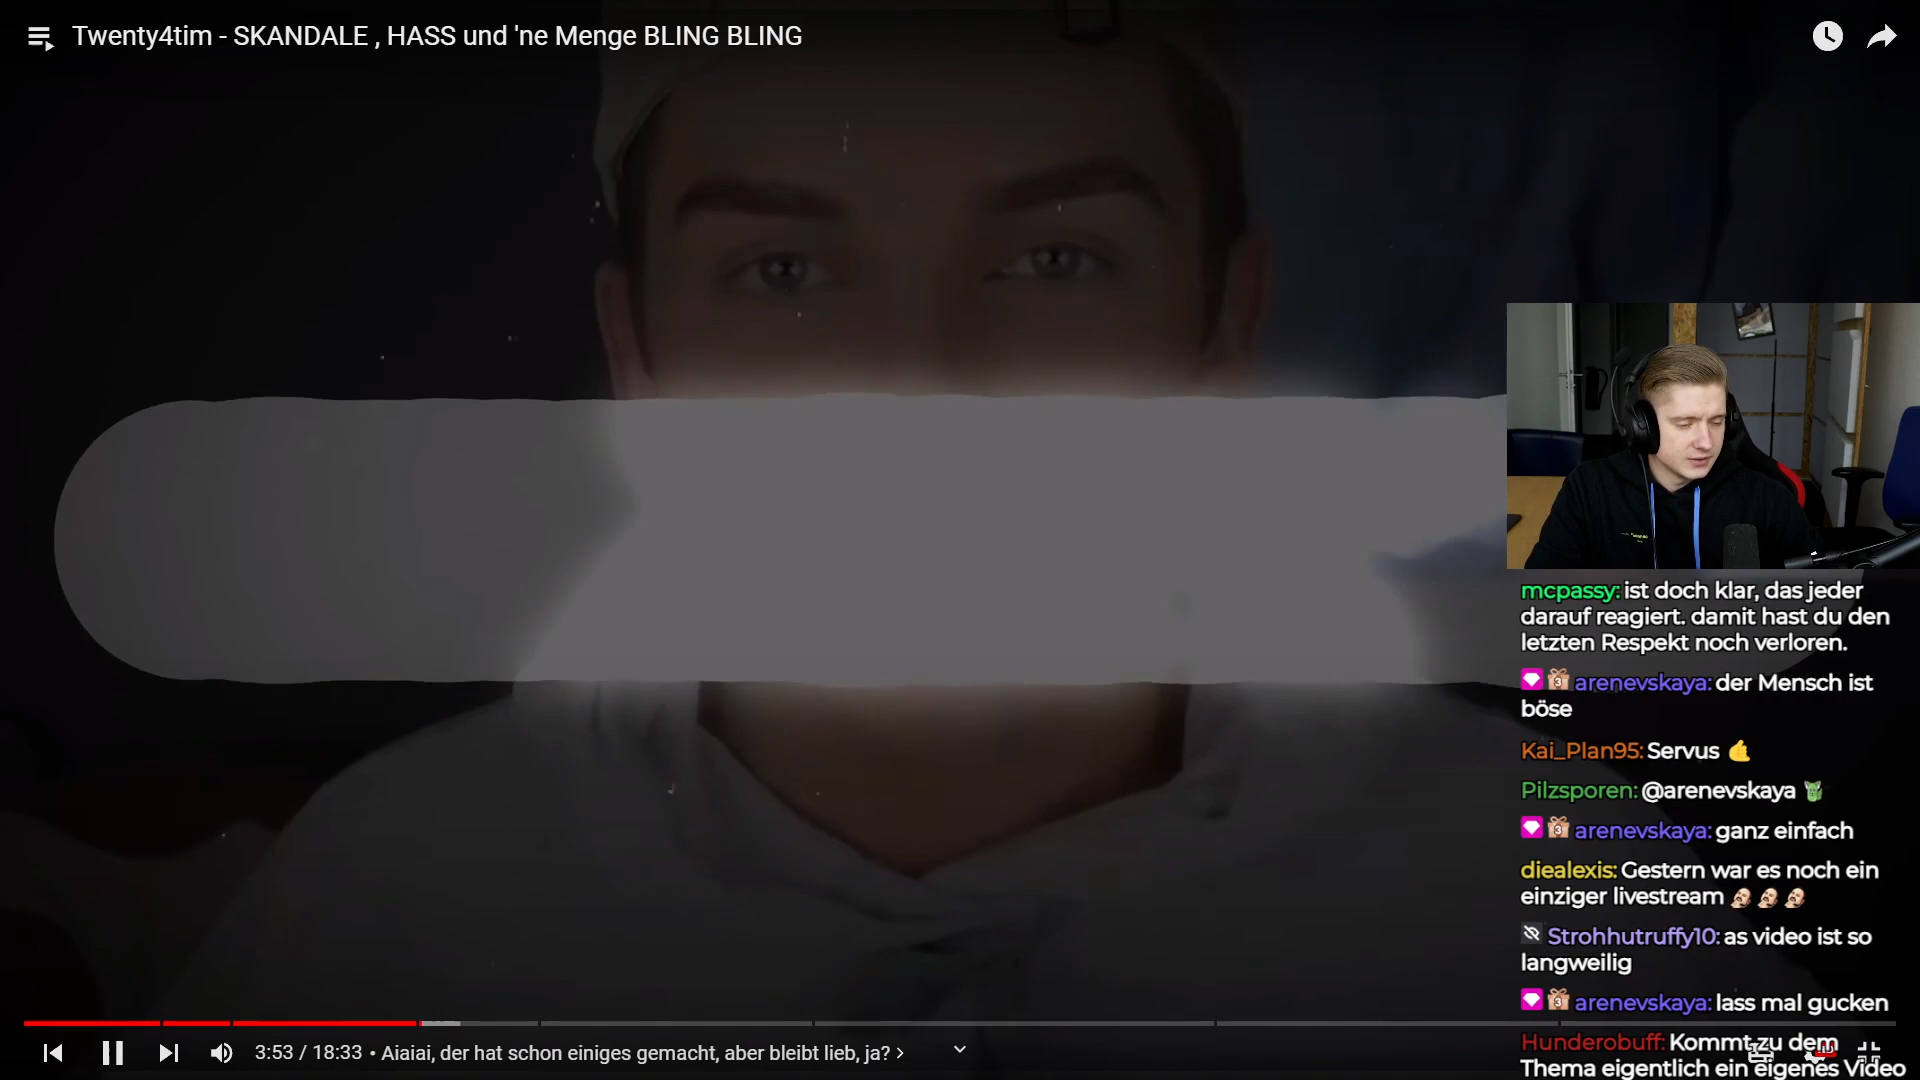 Twenty4tim - SKANDALE , HASS und 'ne Menge BLING BLING
mcpassy: ist doch klar, das jeder
darauf reagiert. damit hast du den
letzten Respekt noch verloren.
arenevskaya: der Mensch ist
böse
Kai_Plan95: Servus
Pilzsporen: @arenevskaya
arenevskaya: ganz einfach
diealexis: Gestern war es noch ein
einziger livestream
Strohhutruffy10: as video ist so
langweilig
arenevskaya: lass mal gucken
Hunderobuff: Kommt zu dem
Thema eigentlich ein eigenes Video
3:53 / 18:33 • Aiaiai, der hat schon einiges gemacht, aber bleibt lieb, ja? ›